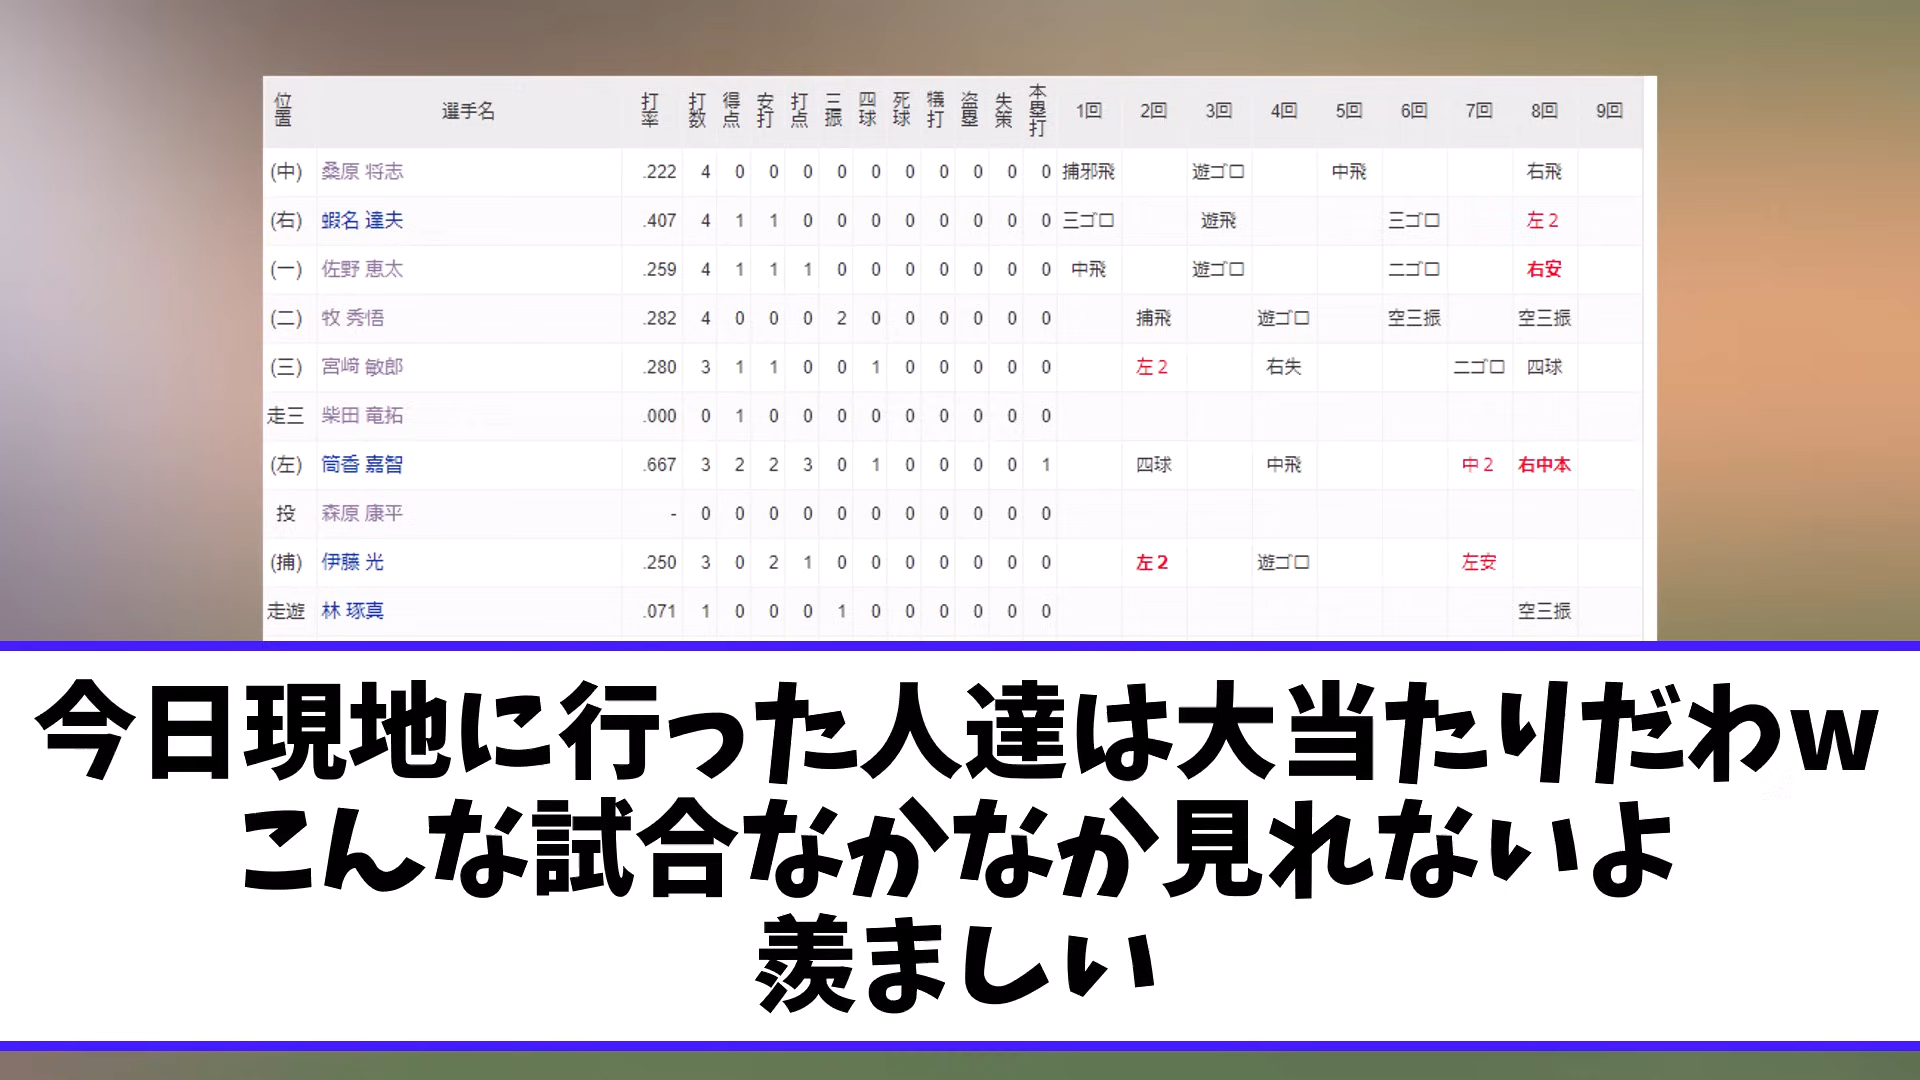 位置 選手名 打率 打数 得点 安打 打点 三振 四球 死球 犠打 盗塁 失策 本塁打 1回 2回 3回 4回 5回 6回 7回 8回 9回
(中) 桑原 将志 .222 4 0 0 0 0 0 0 0 0 0 0 捕邪飛 遊ゴロ 中飛 右飛
(右) 蝦名 達夫 .407 4 1 1 0 0 0 0 0 0 0 0 三ゴロ 遊飛 三ゴロ 左２
(一) 佐野 恵太 .259 4 1 1 1 0 0 0 0 0 0 0 中飛 遊ゴロ 二ゴロ 右安
(二) 牧 秀悟 .282 4 0 0 0 2 0 0 0 0 0 0 捕飛 遊ゴロ 空三振 空三振
(三) 宮﨑 敏郎 .280 3 1 1 0 0 1 0 0 0 0 0 左２ 右失 二ゴロ 四球
走三 柴田 竜拓 .000 0 1 0 0 0 0 0 0 0 0 0
(左) 筒香 嘉智 .667 3 2 2 3 0 1 0 0 0 0 1 四球 中飛 中２ 右中本
投 森原 康平 - 0 0 0 0 0 0 0 0 0 0 0
(捕) 伊藤 光 .250 3 0 2 1 0 0 0 0 0 0 0 左２ 遊ゴロ 左安
走遊 林 琢真 .071 1 0 0 0 1 0 0 0 0 0 0 空三振
今日現地に行った人達は大当たりだわw
こんな試合なかなか見れないよ
羨ましい